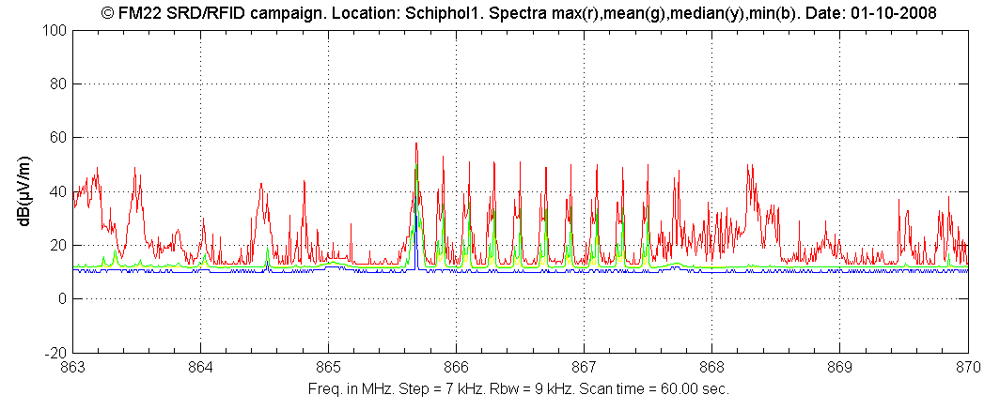 © FM22 SRD/RFID campaign. Location: Schiphol1. Spectra max(r),mean(g),median(y),min(b). Date: 01-10-2008
100
80
60
40
20
0
-20
dB(µV/m)
863 864 865 866 867 868 869 870
Freq. in MHz. Step = 7 kHz. Rbw = 9 kHz. Scan time = 60.00 sec.